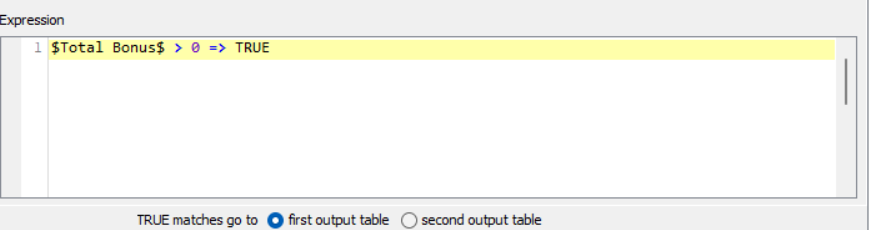 Expression
1 $Total Bonus$ > 0 => TRUE
TRUE matches go to first output table second output table